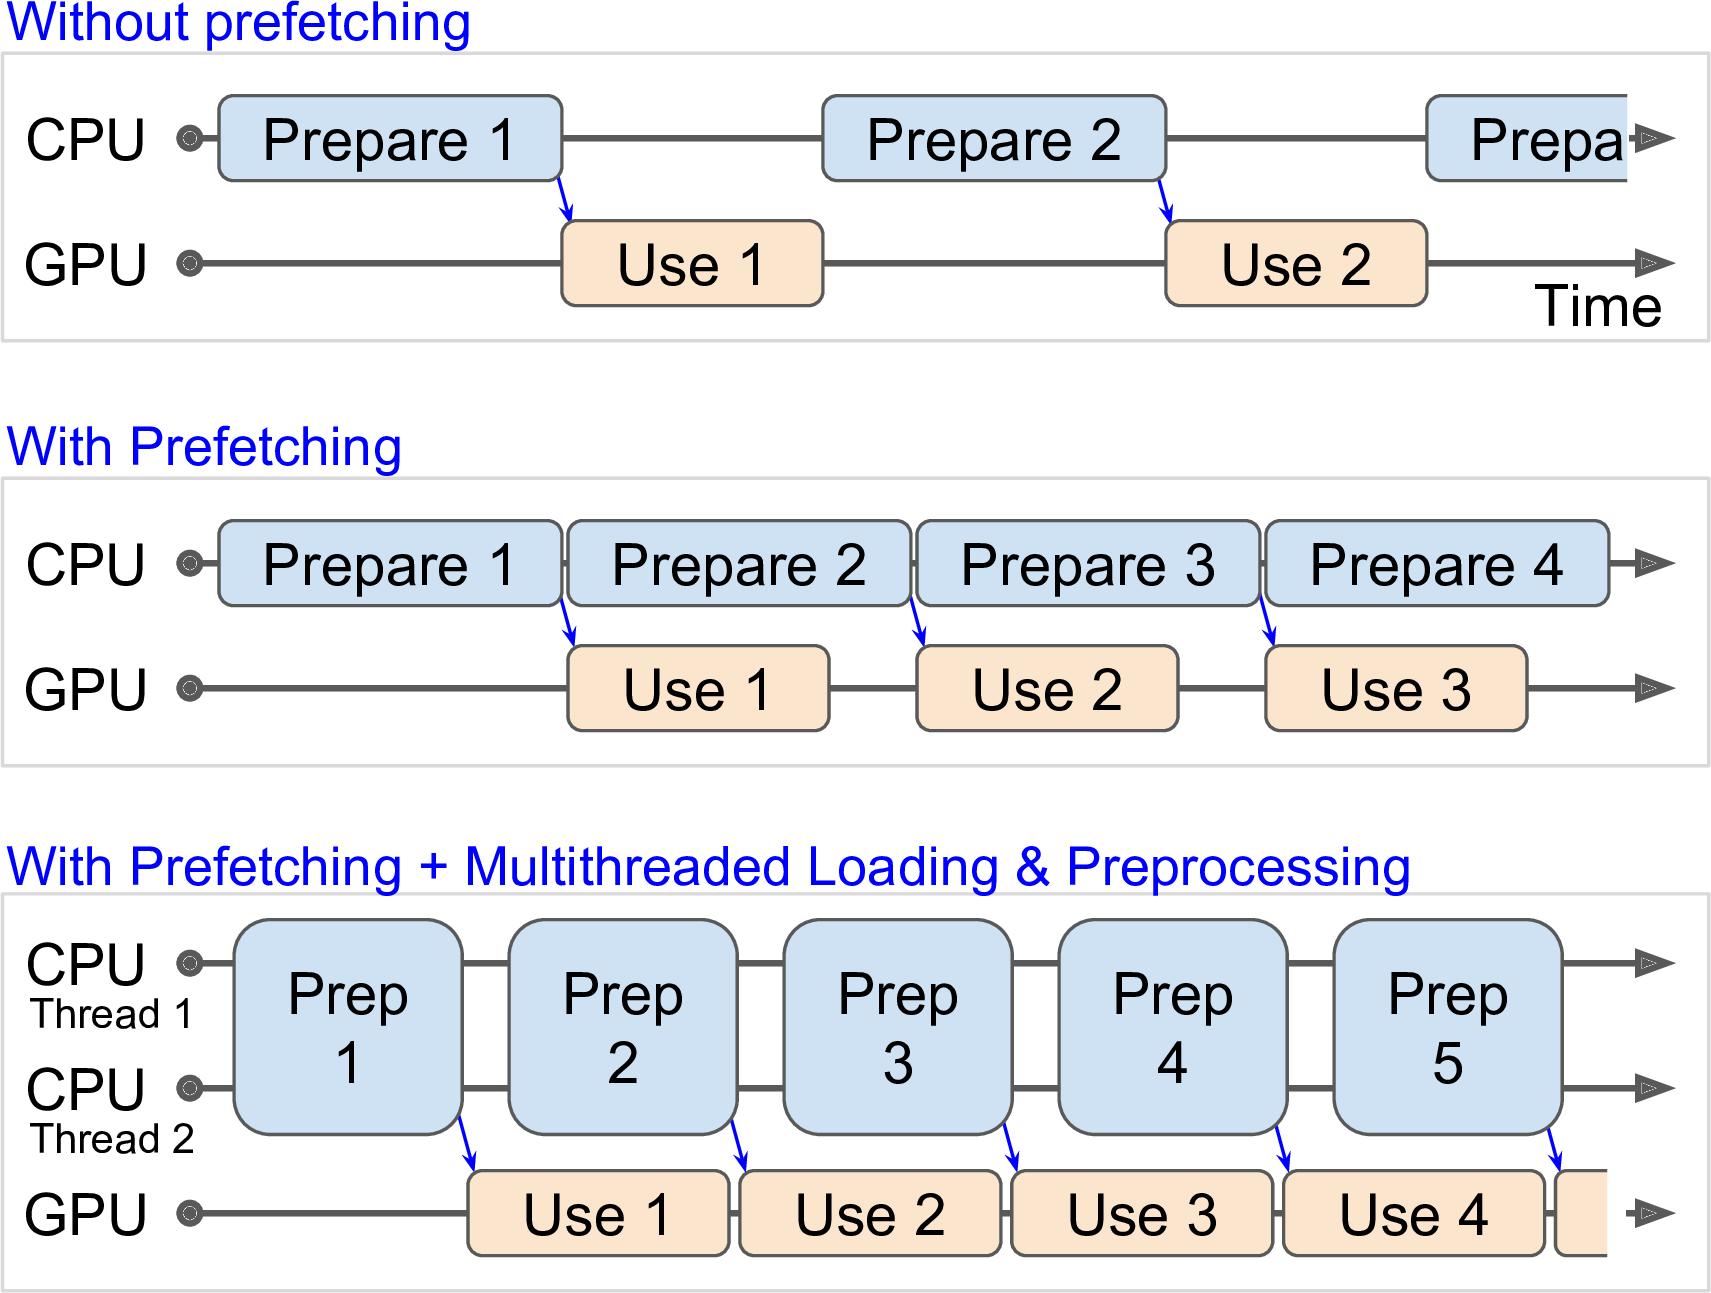 Without prefetching
CPU Prepare 1 Prepare 2 Prepa
GPU Use 1 Use 2
Time
With Prefetching
CPU Prepare 1 Prepare 2 Prepare 3 Prepare 4
GPU Use 1 Use 2 Use 3
With Prefetching + Multithreaded Loading & Preprocessing
CPU
Thread 1
Prep
1
Prep
2
Prep
3
Prep
4
Prep
5
CPU
Thread 2
GPU Use 1 Use 2 Use 3 Use 4